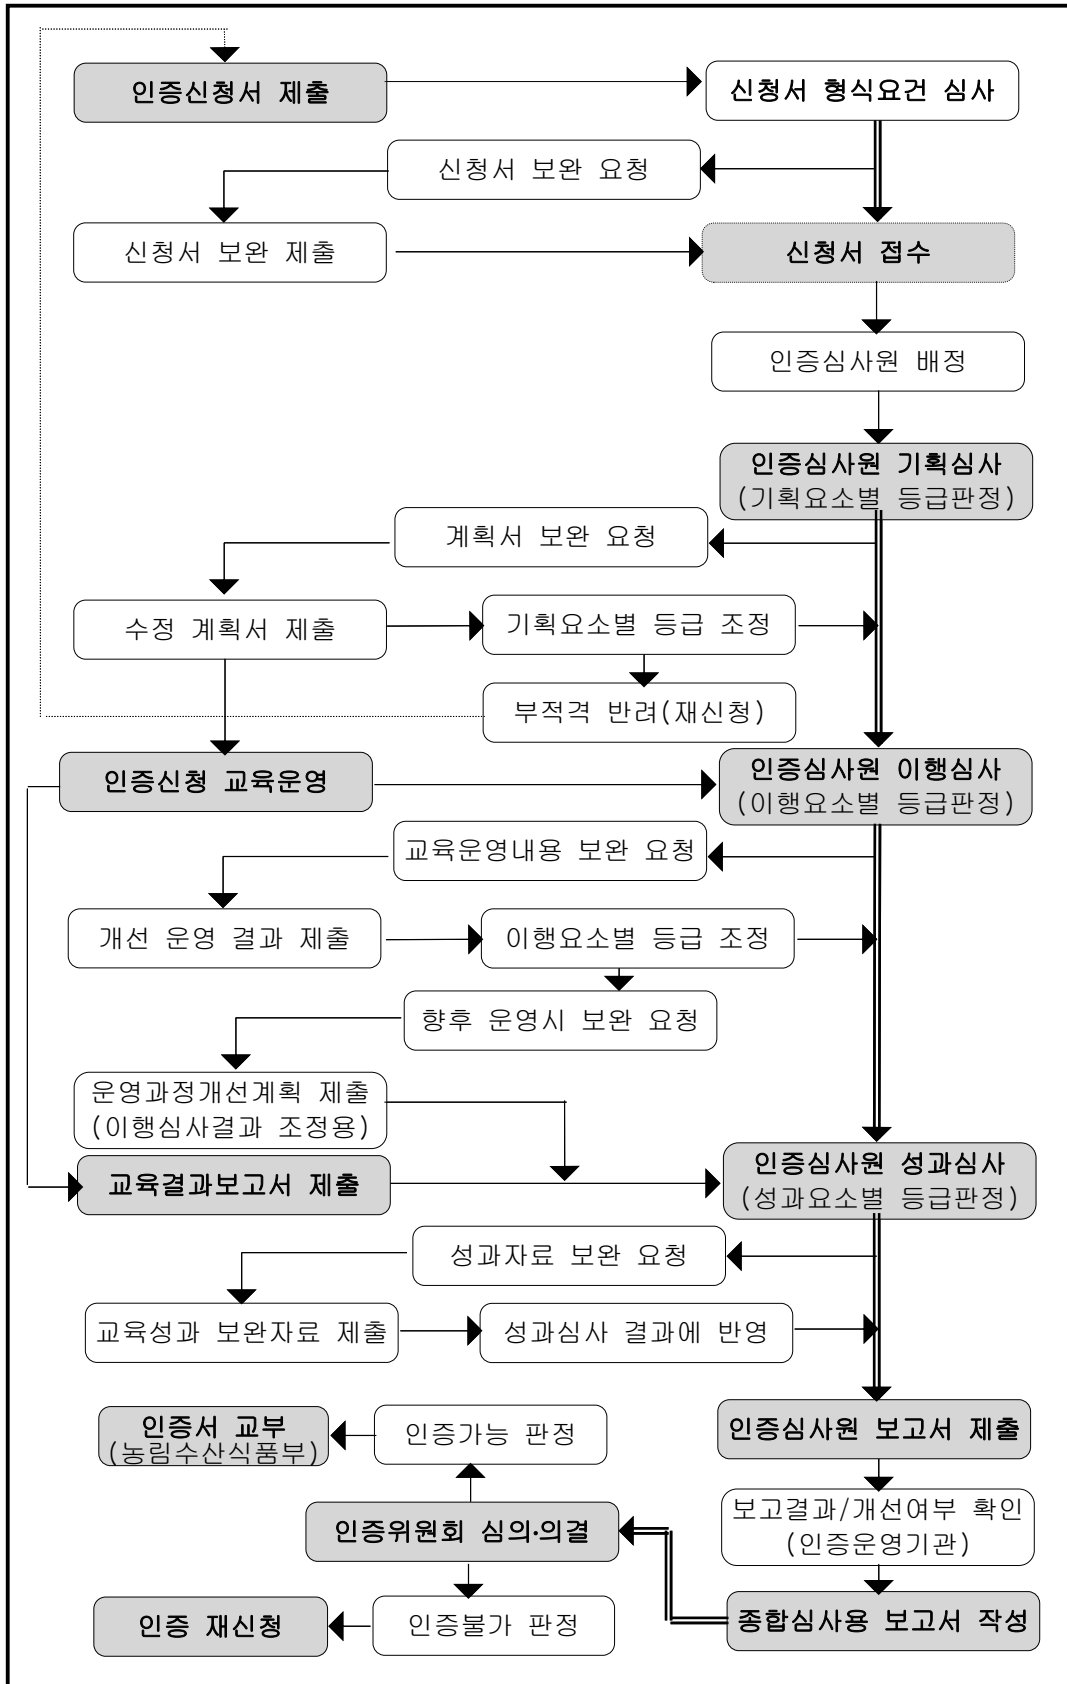 인증신청서 제출
신청서 형식요건 심사
신청서 보완 요청
신청서 보완 제출
신청서 접수
인증심사원 배정
인증심사원 기획심사
(기획요소별 등급판정)
계획서 보완 요청
수정 계획서 제출
기획요소별 등급 조정
부적격 반려(재신청)
인증신청 교육운영
인증심사원 이행심사
(이행요소별 등급판정)
교육운영내용 보완 요청
개선 운영 결과 제출
이행요소별 등급 조정
향후 운영시 보완 요청
운영과정개선계획 제출
(이행심사결과 조정용)
교육결과보고서 제출
인증심사원 성과심사
(성과요소별 등급판정)
성과자료 보완 요청
교육성과 보완자료 제출
성과심사 결과에 반영
인증서 교부
(농림수산식품부)
인증가능 판정
인증심사원 보고서 제출
보고결과/개선여부 확인
(인증운영기관)
인증위원회 심의·의결
인증 재신청
인증불가 판정
종합심사용 보고서 작성